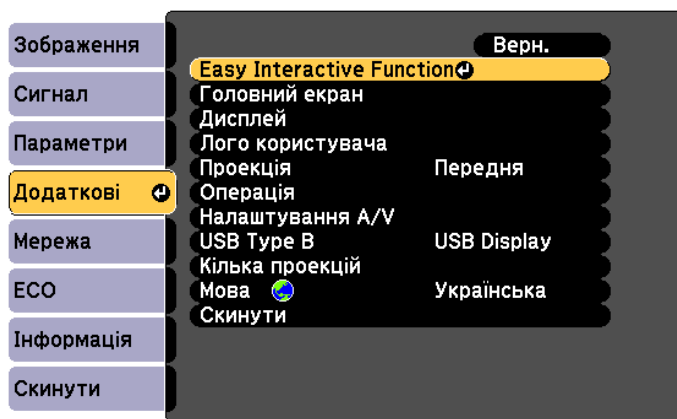 Зображення
Сигнал
Параметри
Додаткові
Мережа
ECO
Інформація
Скинути
Верн.
Easy Interactive Function
Головний екран
Дисплей
Лого користувача
Проекція Передня
Операція
Налаштування A/V
USB Type B USB Display
Кілька проекцій
Мова Українська
Скинути